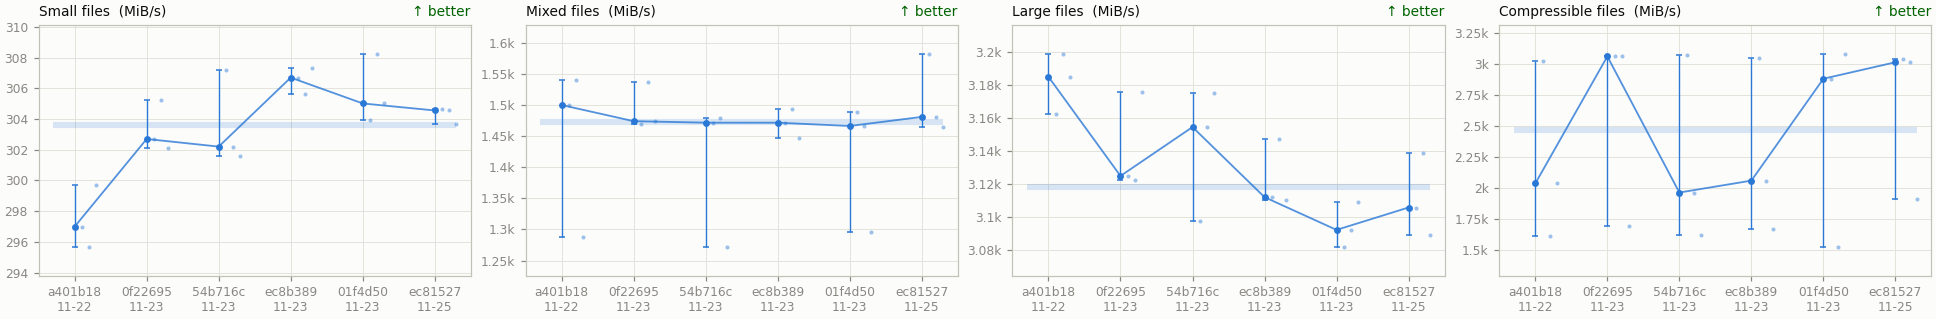 Small files (MiB/s) ↑ better
310
308
306
304
302
300
298
296
294
a401b18 0f22695 54b716c ec8b389 01f4d50 ec81527
11-22 11-23 11-23 11-23 11-23 11-25
Mixed files (MiB/s) ↑ better
1.6k
1.55k
1.5k
1.45k
1.4k
1.35k
1.3k
1.25k
a401b18 0f22695 54b716c ec8b389 01f4d50 ec81527
11-22 11-23 11-23 11-23 11-23 11-25
Large files (MiB/s) ↑ better
3.2k
3.18k
3.16k
3.14k
3.12k
3.1k
3.08k
a401b18 0f22695 54b716c ec8b389 01f4d50 ec81527
11-22 11-23 11-23 11-23 11-23 11-25
Compressible files (MiB/s) ↑ better
3.25k
3k
2.75k
2.5k
2.25k
2k
1.75k
1.5k
a401b18 0f22695 54b716c ec8b389 01f4d50 ec81527
11-22 11-23 11-23 11-23 11-23 11-25